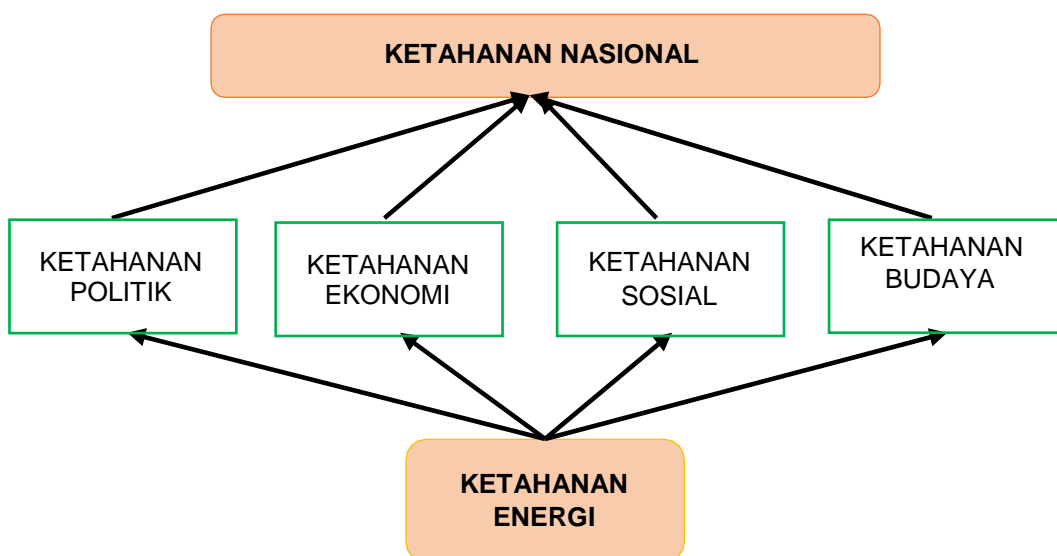 KETAHANAN NASIONAL
KETAHANAN
POLITIK
KETAHANAN
EKONOMI
KETAHANAN
SOSIAL
KETAHANAN
BUDAYA
KETAHANAN
ENERGI